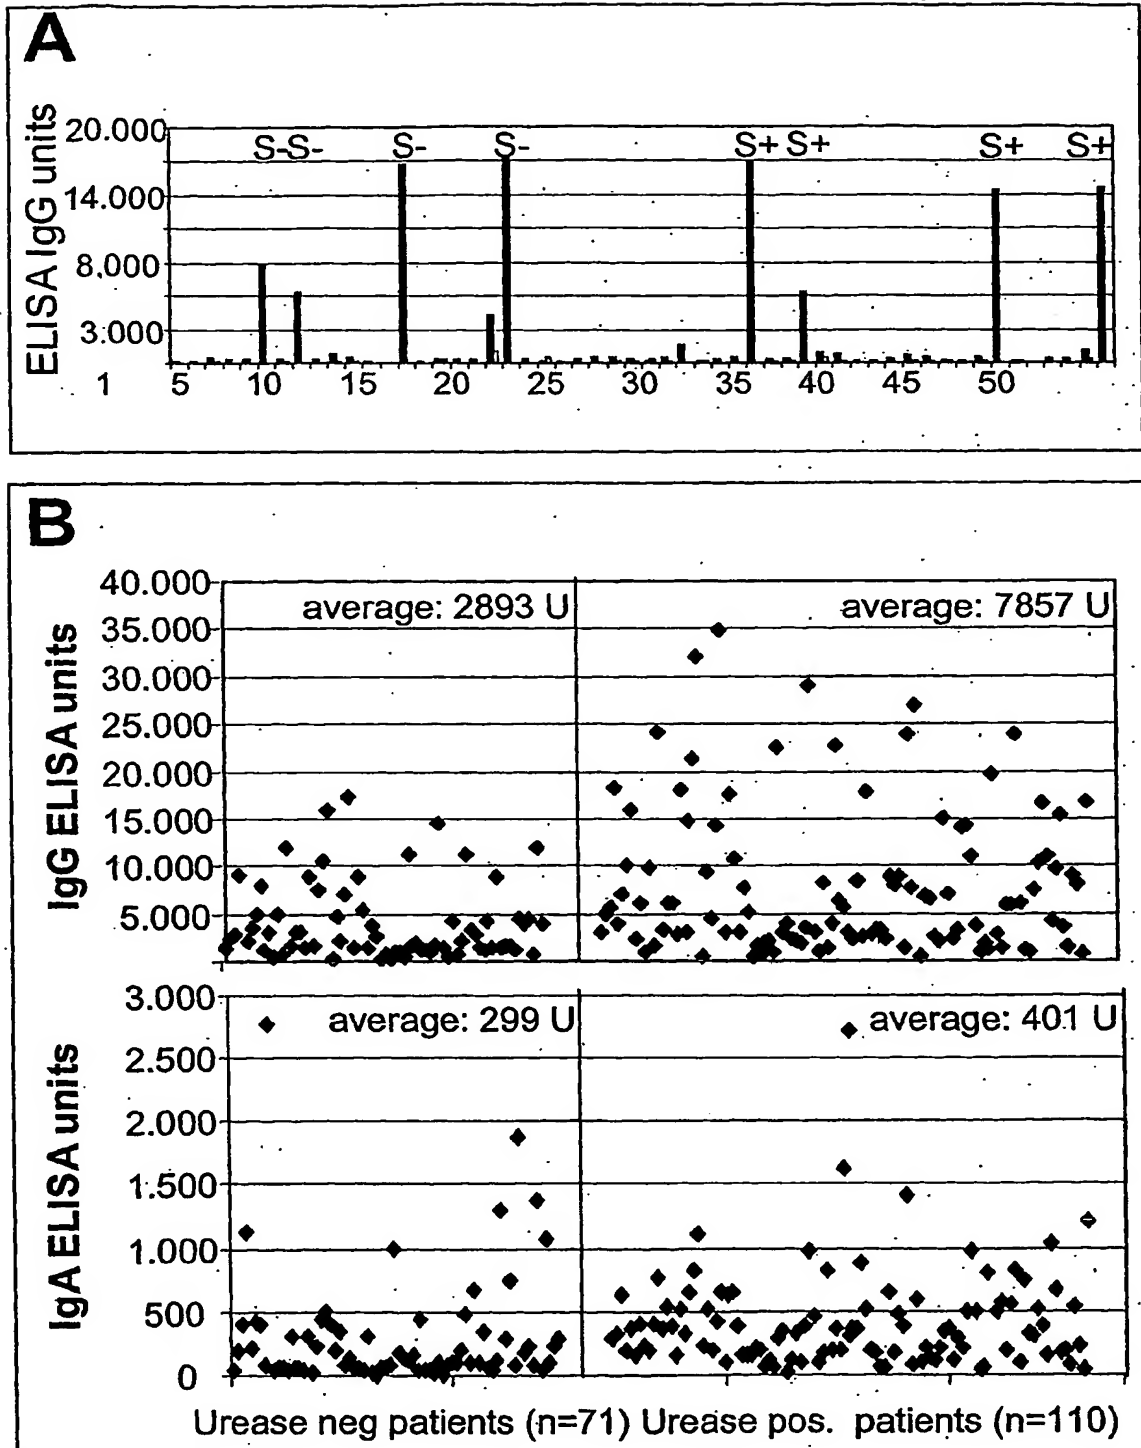 A
ELISA IgG units
20.000
S-S- S- S- S+ S+ S+ S+
14.000
8.000
3.000
1 5 10 15 20 25 30 35 40 45 50
B
IgG ELISA units
40.000
average: 2893 U average: 7857 U
35.000
30.000
25.000
20.000
15.000
10.000
5.000
IgA ELISA units
3.000
average: 299 U average: 401 U
2.500
2.000
1.500
1.000
500
0
Urease neg patients (n=71) Urease pos. patients (n=110)